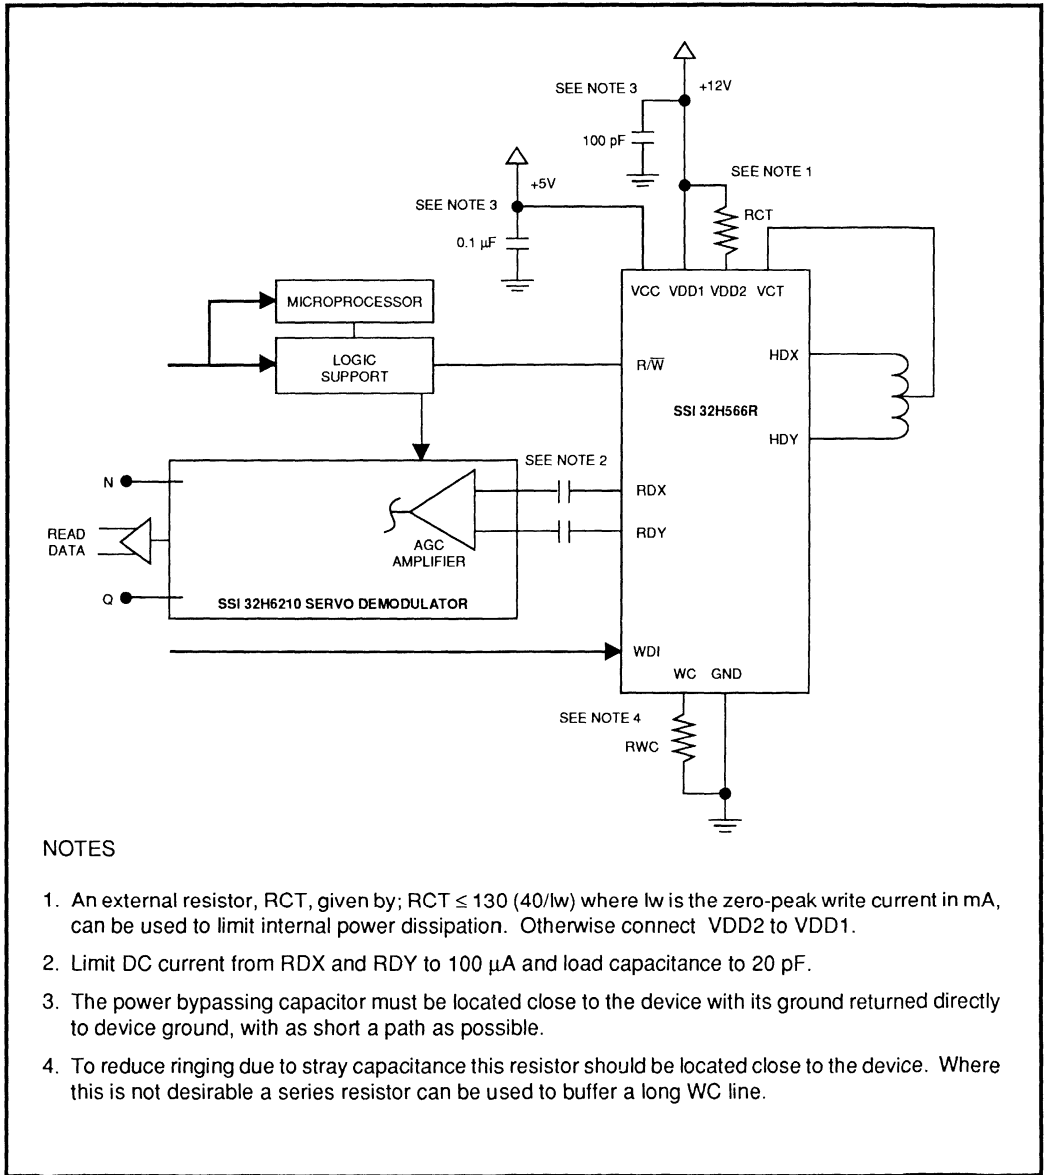 SEE NOTE 3
+12V
100 pF
SEE NOTE 1
+5V
SEE NOTE 3
RCT
0.1 µF
VCC VDD1 VDD2 VCT
MICROPROCESSOR
LOGIC
SUPPORT
R/W̅
HDX
SSI 32H566R
HDY
SEE NOTE 2
N
RDX
READ
DATA
RDY
AGC
AMPLIFIER
Q
SSI 32H6210 SERVO DEMODULATOR
WDI
WC GND
SEE NOTE 4
RWC
NOTES
1. An external resistor, RCT, given by; RCT ≤ 130 (40/Iw) where Iw is the zero-peak write current in mA,
can be used to limit internal power dissipation. Otherwise connect VDD2 to VDD1.
2. Limit DC current from RDX and RDY to 100 µA and load capacitance to 20 pF.
3. The power bypassing capacitor must be located close to the device with its ground returned directly
to device ground, with as short a path as possible.
4. To reduce ringing due to stray capacitance this resistor should be located close to the device. Where
this is not desirable a series resistor can be used to buffer a long WC line.